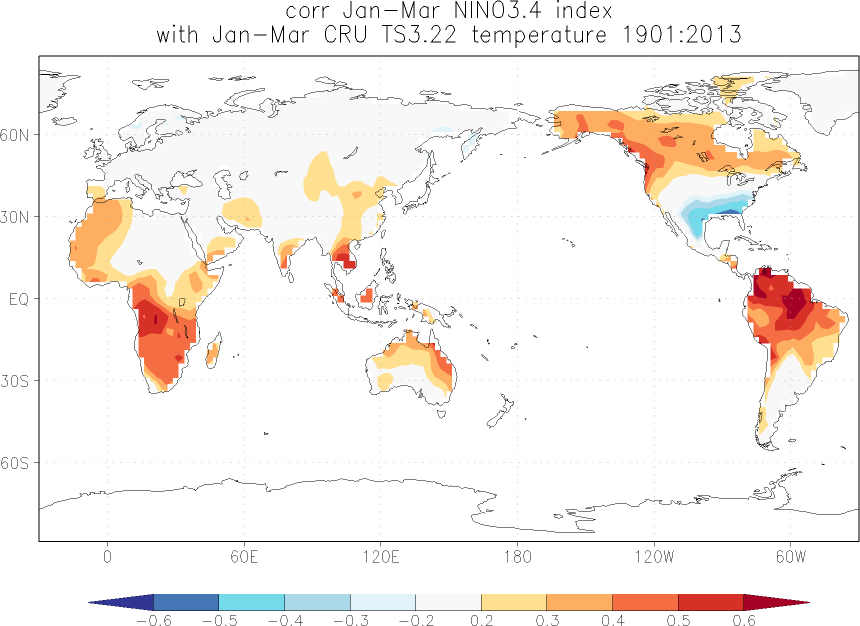 corr Jan-Mar NINO3.4 index
with Jan-Mar CRU TS3.22 temperature 1901:2013
60N
30N
EQ
30S
60S
0 60E 120E 180 120W 60W
-0.6 -0.5 -0.4 -0.3 -0.2 0.2 0.3 0.4 0.5 0.6